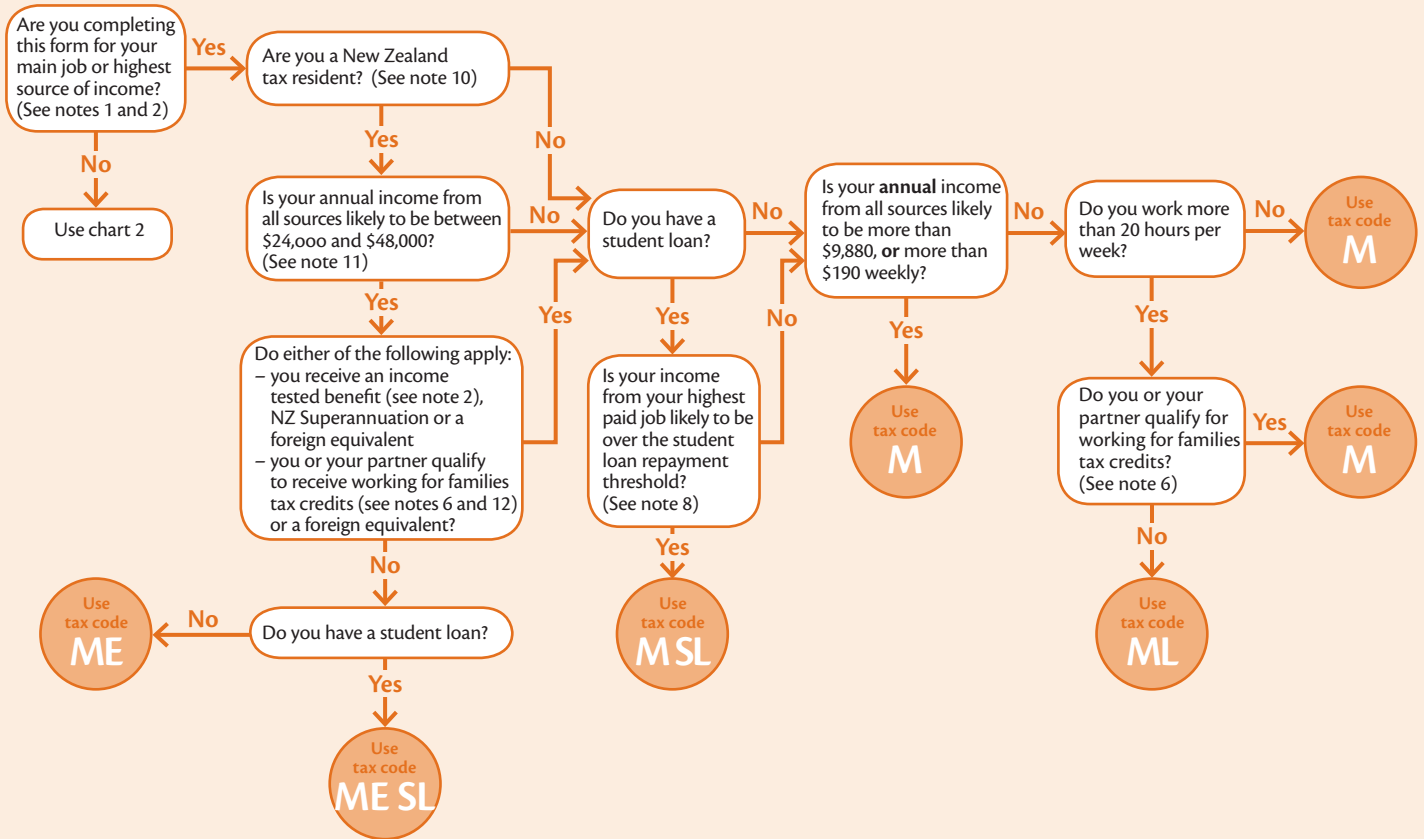 Are you completing
this form for your
main job or highest
source of income?
(See notes 1 and 2)
Yes
No
Use chart 2
Are you a New Zealand
tax resident? (See note 10)
No
Yes
Is your annual income from
all sources likely to be between
$24,000 and $48,000?
(See note 11)
No
Yes
Do either of the following apply:
– you receive an income
tested benefit (see note 2),
NZ Superannuation or a
foreign equivalent
– you or your partner qualify
to receive working for families
tax credits (see notes 6 and 12)
or a foreign equivalent?
Yes
No
Do you have a student loan?
No
Use
tax code
ME
Yes
Use
tax code
ME SL
Do you have a
student loan?
No
Yes
Is your income
from your highest
paid job likely to be
over the student
loan repayment
threshold?
(See note 8)
No
Yes
Use
tax code
M SL
Is your annual income
from all sources likely
to be more than
$9,880, or more than
$190 weekly?
No
Yes
Use
tax code
M
Do you work more
than 20 hours per
week?
No
Use
tax code
M
Yes
Do you or your
partner qualify for
working for families
tax credits?
(See note 6)
Yes
Use
tax code
M
No
Use
tax code
ML